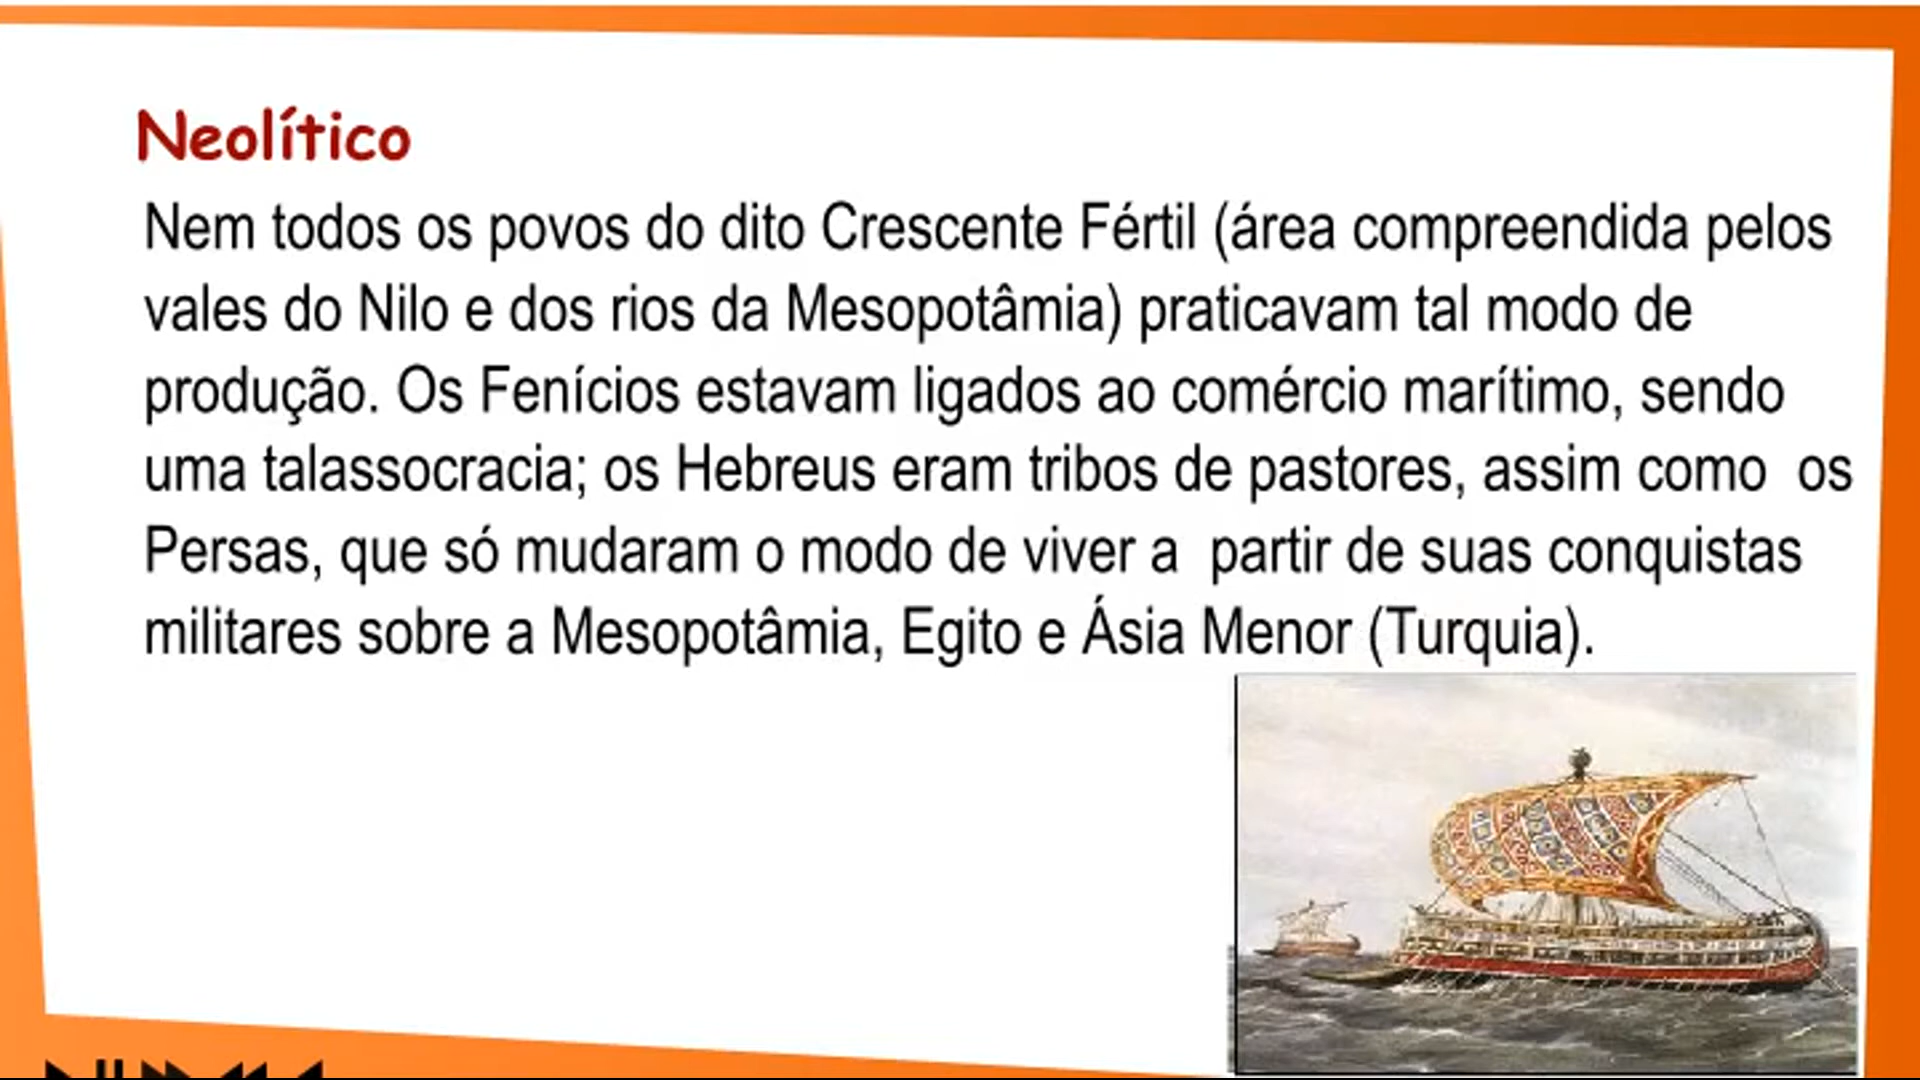 Neolítico
Nem todos os povos do dito Crescente Fértil (área compreendida pelos
vales do Nilo e dos rios da Mesopotâmia) praticavam tal modo de
produção. Os Fenícios estavam ligados ao comércio marítimo, sendo
uma talassocracia; os Hebreus eram tribos de pastores, assim como os
Persas, que só mudaram o modo de viver a partir de suas conquistas
militares sobre a Mesopotâmia, Egito e Ásia Menor (Turquia).